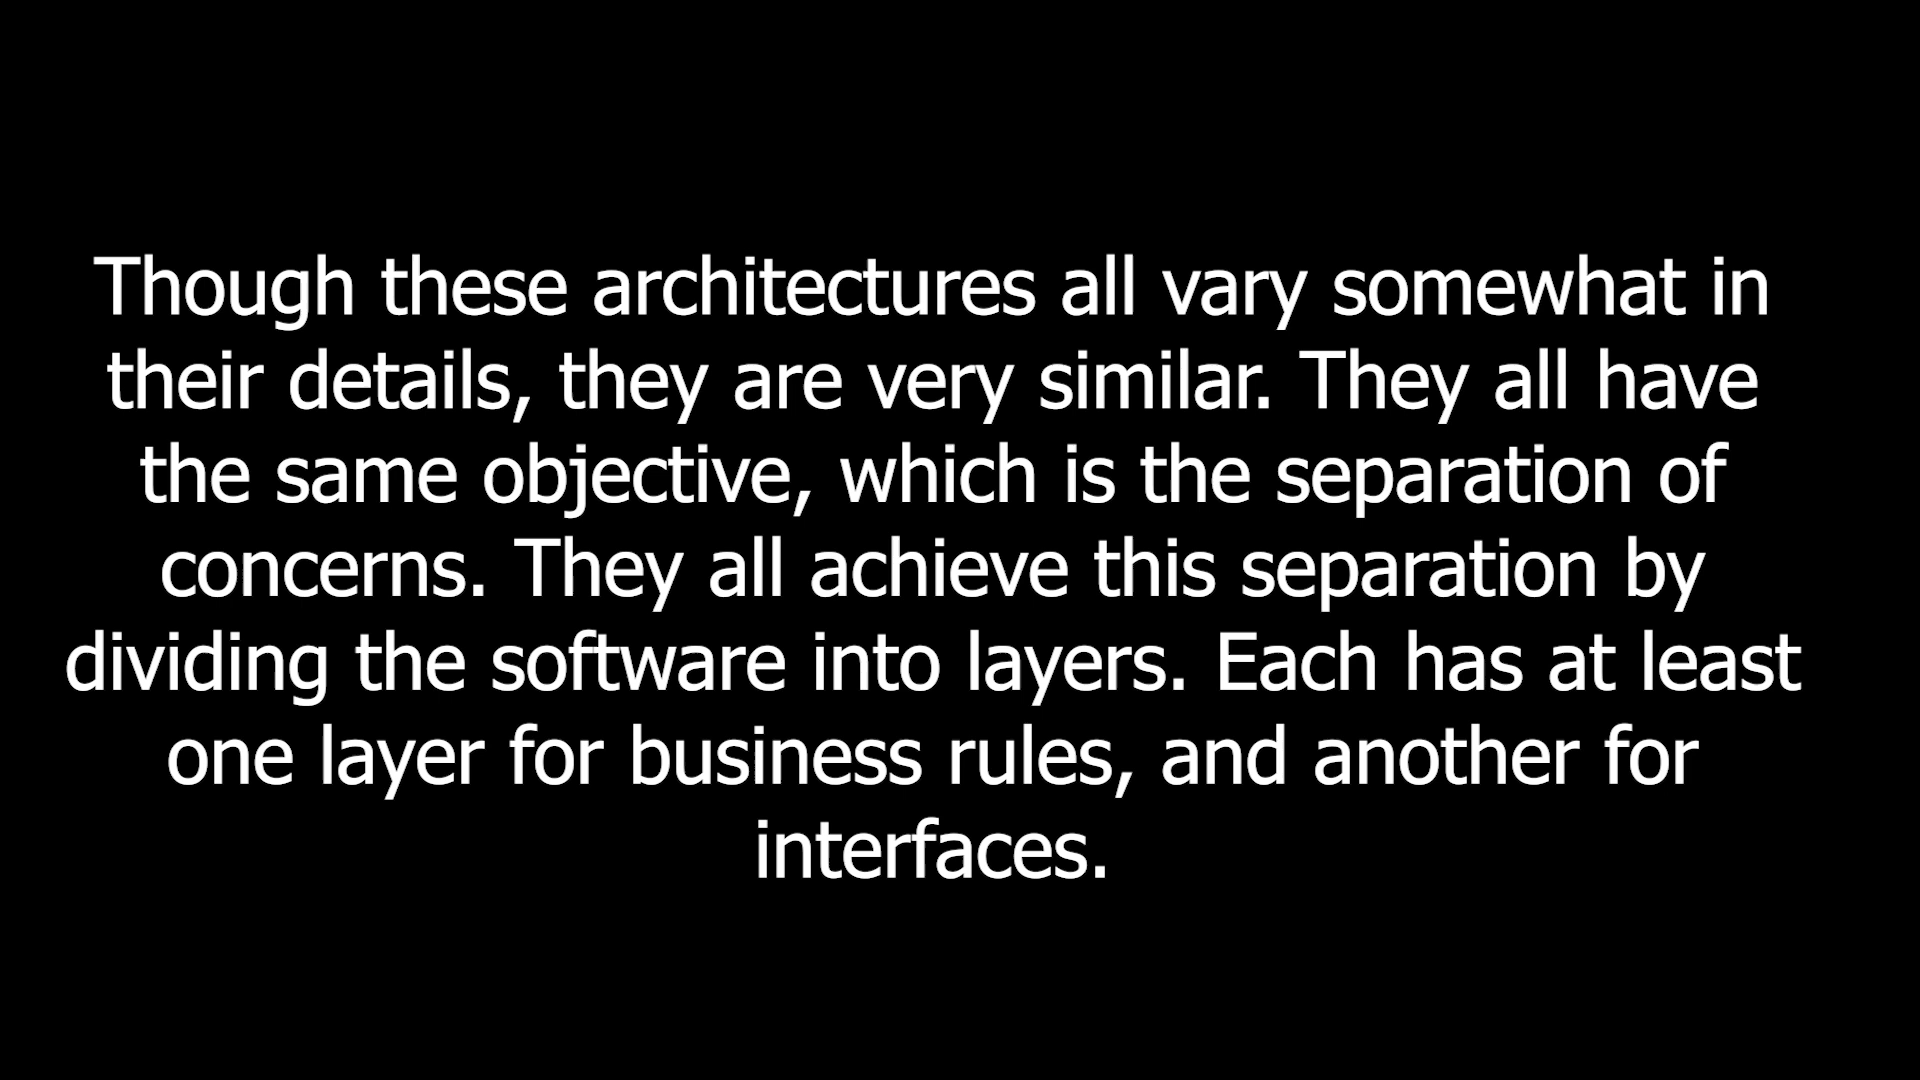 Though these architectures all vary somewhat in
their details, they are very similar. They all have
the same objective, which is the separation of
concerns. They all achieve this separation by
dividing the software into layers. Each has at least
one layer for business rules, and another for
interfaces.